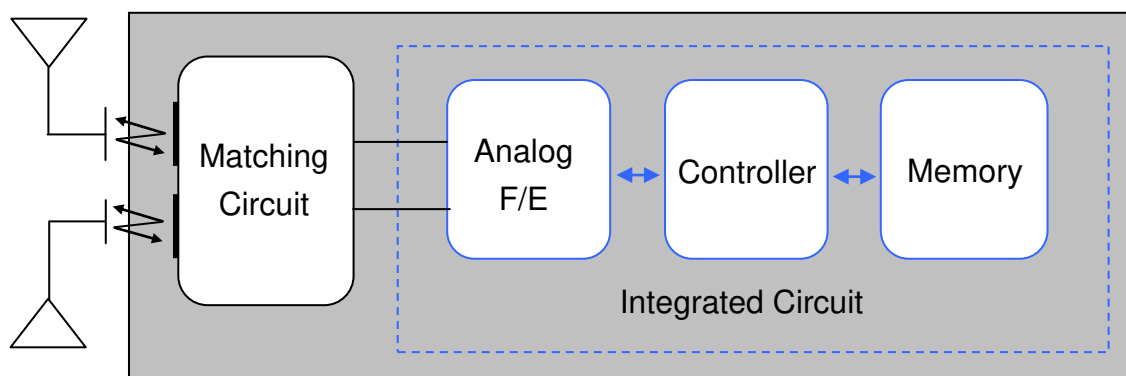 Matching
Circuit
Analog
F/E
Controller
Memory
Integrated Circuit